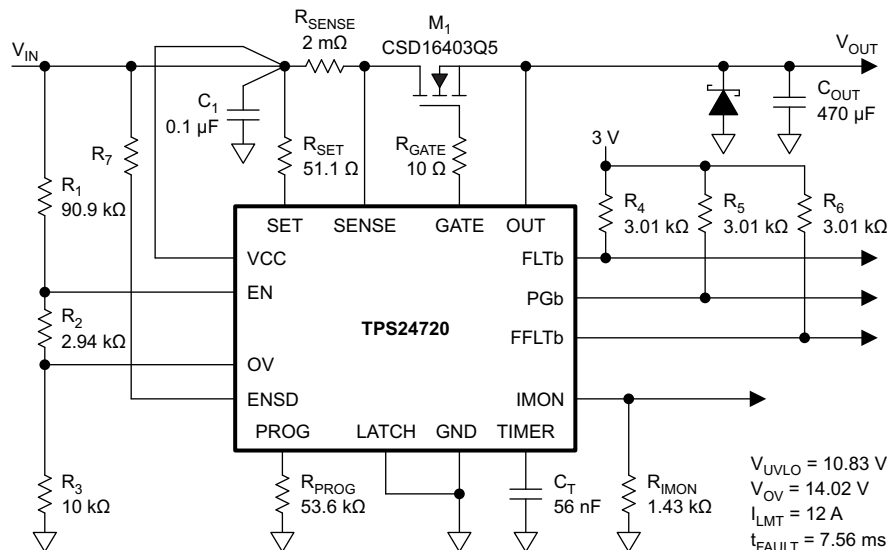 R_SENSE
2 mΩ
M_1
CSD16403Q5
V_IN
V_OUT
C_1
0.1 µF
C_OUT
470 µF
R_7
R_SET
51.1 Ω
R_GATE
10 Ω
3 V
R_1
90.9 kΩ
R_4
3.01 kΩ
R_5
3.01 kΩ
R_6
3.01 kΩ
SET
SENSE
GATE
OUT
VCC
FLTb
EN
PGb
R_2
2.94 kΩ
TPS24720
FFLTb
OV
ENSD
IMON
PROG
LATCH
GND
TIMER
R_3
10 kΩ
R_PROG
53.6 kΩ
C_T
56 nF
R_IMON
1.43 kΩ
V_UVLO = 10.83 V
V_OV = 14.02 V
I_LMT = 12 A
t_FAULT = 7.56 ms